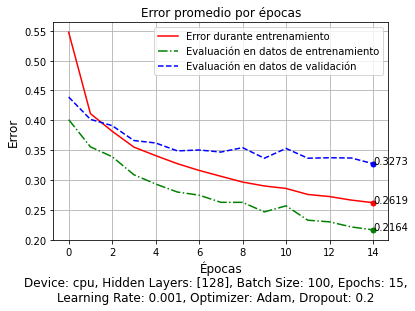 Error promedio por épocas
Error durante entrenamiento
Evaluación en datos de entrenamiento
Evaluación en datos de validación
Error
0.55
0.50
0.45
0.40
0.35
0.30
0.25
0.20
0.3273
0.2619
0.2164
0 2 4 6 8 10 12 14
Épocas
Device: cpu, Hidden Layers: [128], Batch Size: 100, Epochs: 15,
Learning Rate: 0.001, Optimizer: Adam, Dropout: 0.2